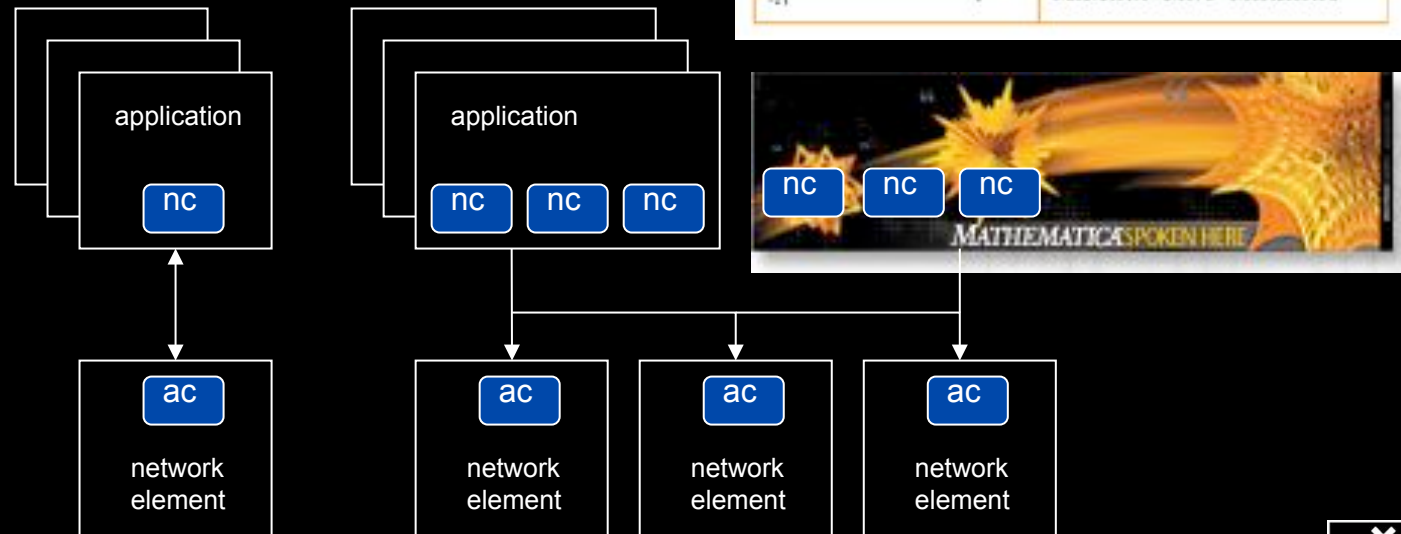 application
application
nc
nc
nc
nc
nc
nc
nc
MATHEMATICA SPOKEN HERE
ac
ac
ac
ac
network
element
network
element
network
element
network
element